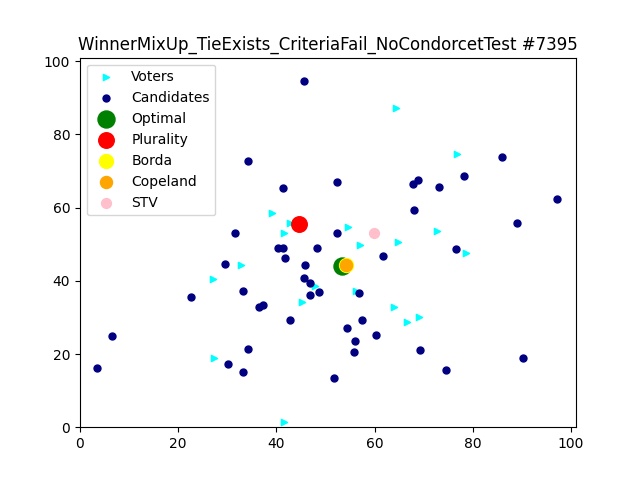 WinnerMixUp_TieExists_CriteriaFail_NoCondorcetTest #7395
100
80
60
40
20
0
Voters
Candidates
Optimal
Plurality
Borda
Copeland
STV
0 20 40 60 80 100